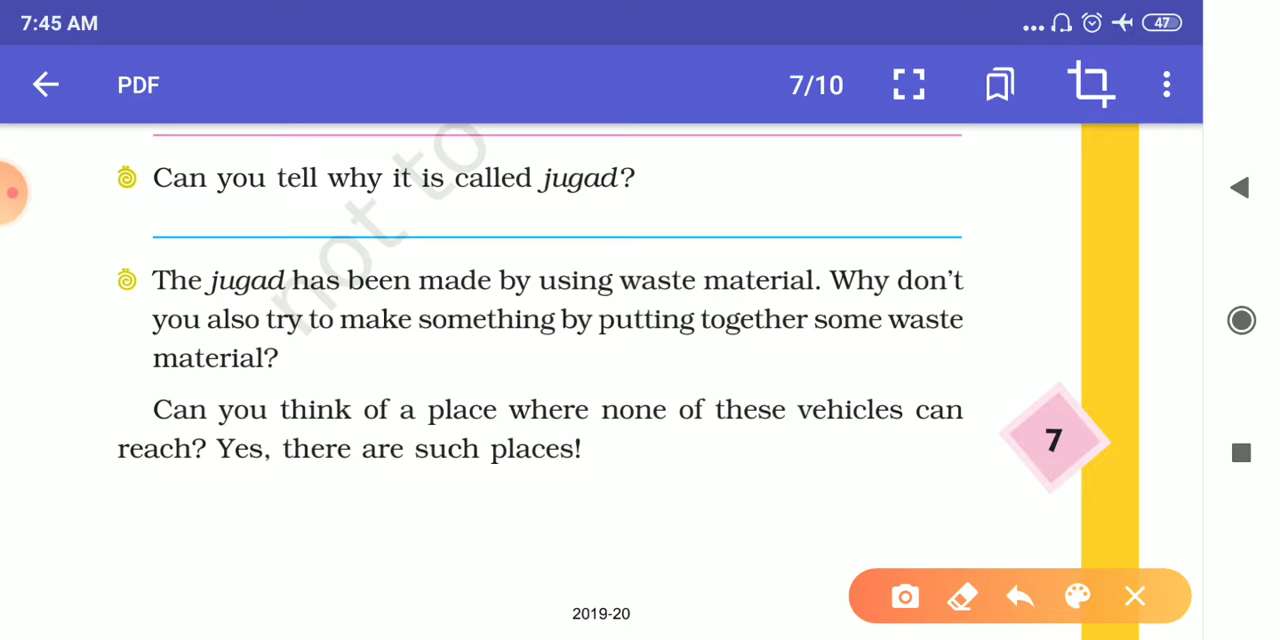 7:45 AM
47
PDF
7/10
not to
Can you tell why it is called jugad?
The jugad has been made by using waste material. Why don't
you also try to make something by putting together some waste
material?
Can you think of a place where none of these vehicles can
reach? Yes, there are such places!
7
2019-20